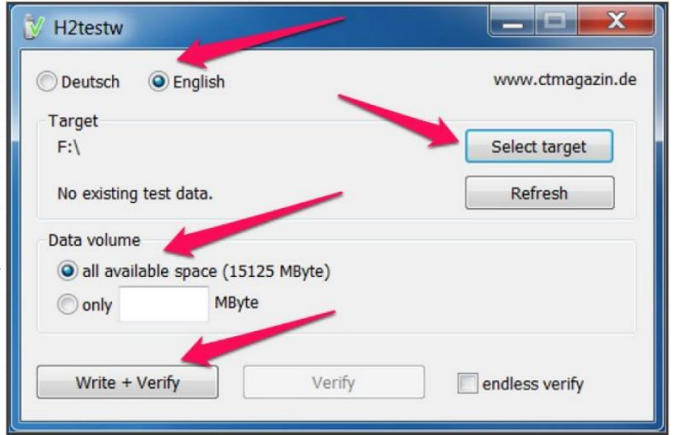 H2testw
Deutsch English www.ctmagazin.de
Target
F:\ Select target
No existing test data. Refresh
Data volume
all available space (15125 MByte)
only MByte
Write + Verify Verify endless verify